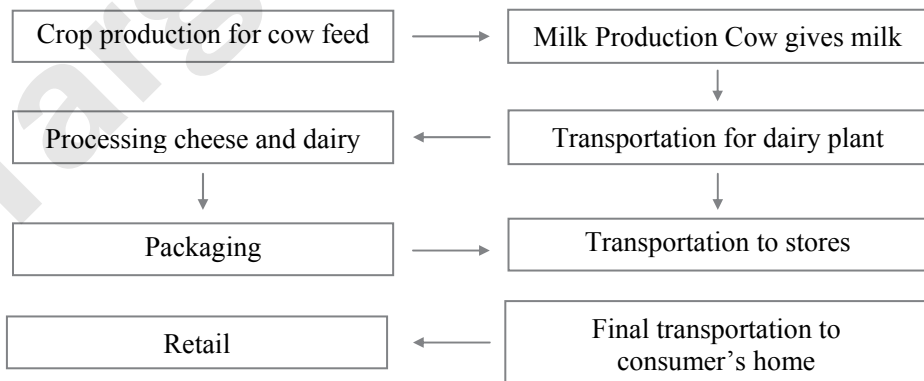 Crop production for cow feed
Milk Production Cow gives milk
Processing cheese and dairy
Transportation for dairy plant
Packaging
Transportation to stores
Retail
Final transportation to
consumer’s home